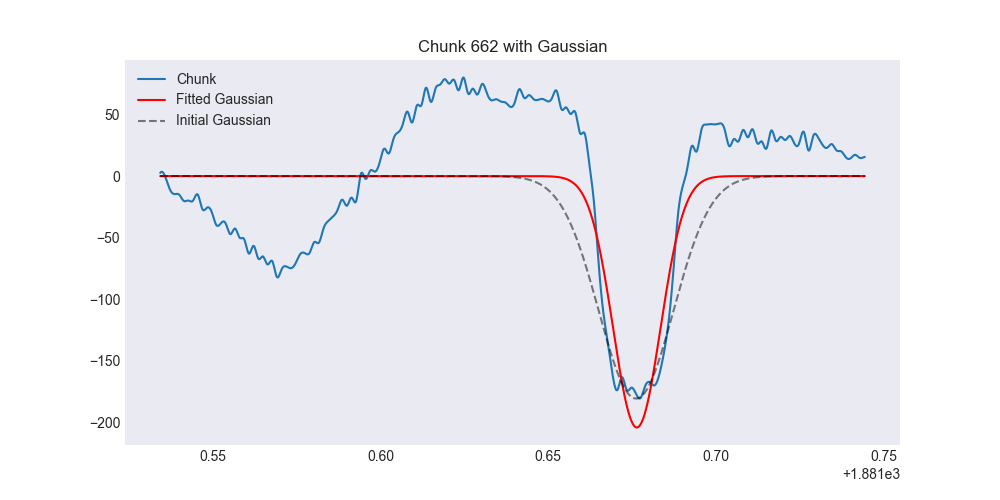 Chunk 662 with Gaussian
Chunk
Fitted Gaussian
Initial Gaussian
50
0
−50
−100
−150
−200
0.55 0.60 0.65 0.70 0.75
+1.881e3